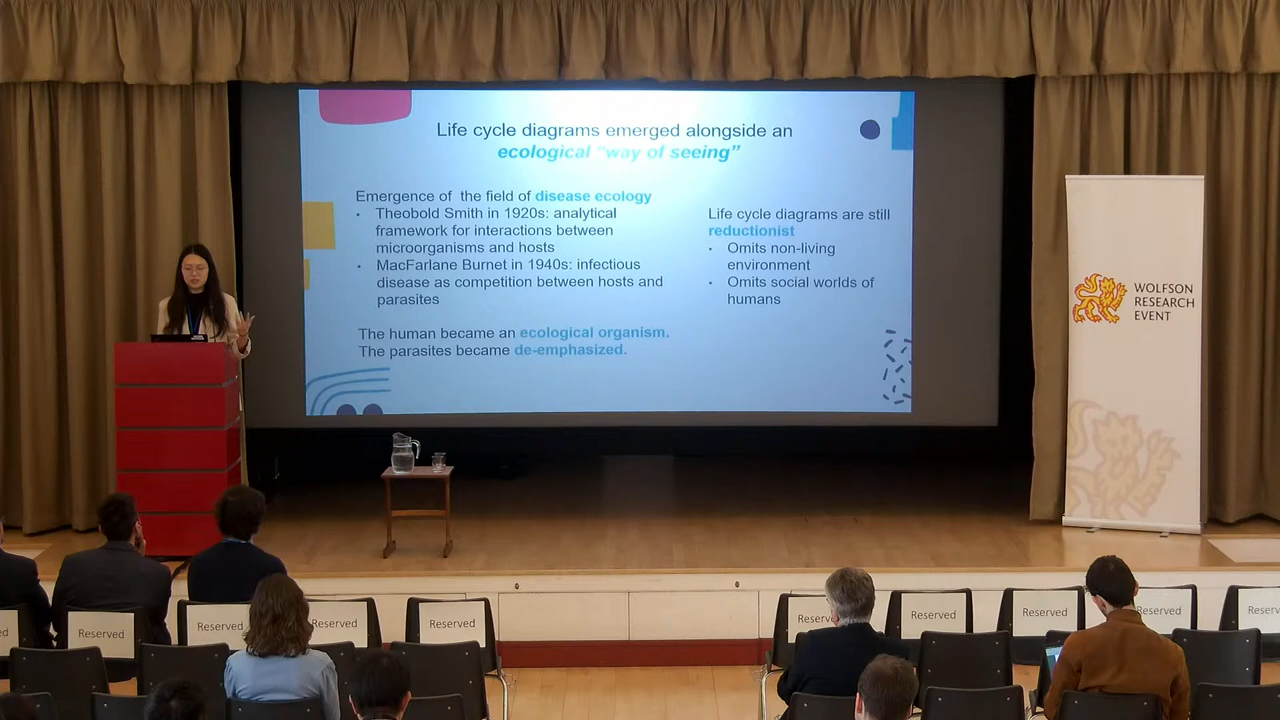 Life cycle diagrams emerged alongside an
ecological "way of seeing"
Emergence of the field of disease ecology
• Theobold Smith in 1920s: analytical
framework for interactions between
microorganisms and hosts
• MacFarlane Burnet in 1940s: infectious
disease as competition between hosts and
parasites
The human became an ecological organism.
The parasites became de-emphasized.
Life cycle diagrams are still
reductionist
• Omits non-living
environment
• Omits social worlds of
humans
WOLFSON
RESEARCH
EVENT
ed
Reserved
Reserved
Reserved
Reserved
Reserv
Reserved
Reserved
Reserved
Reserv